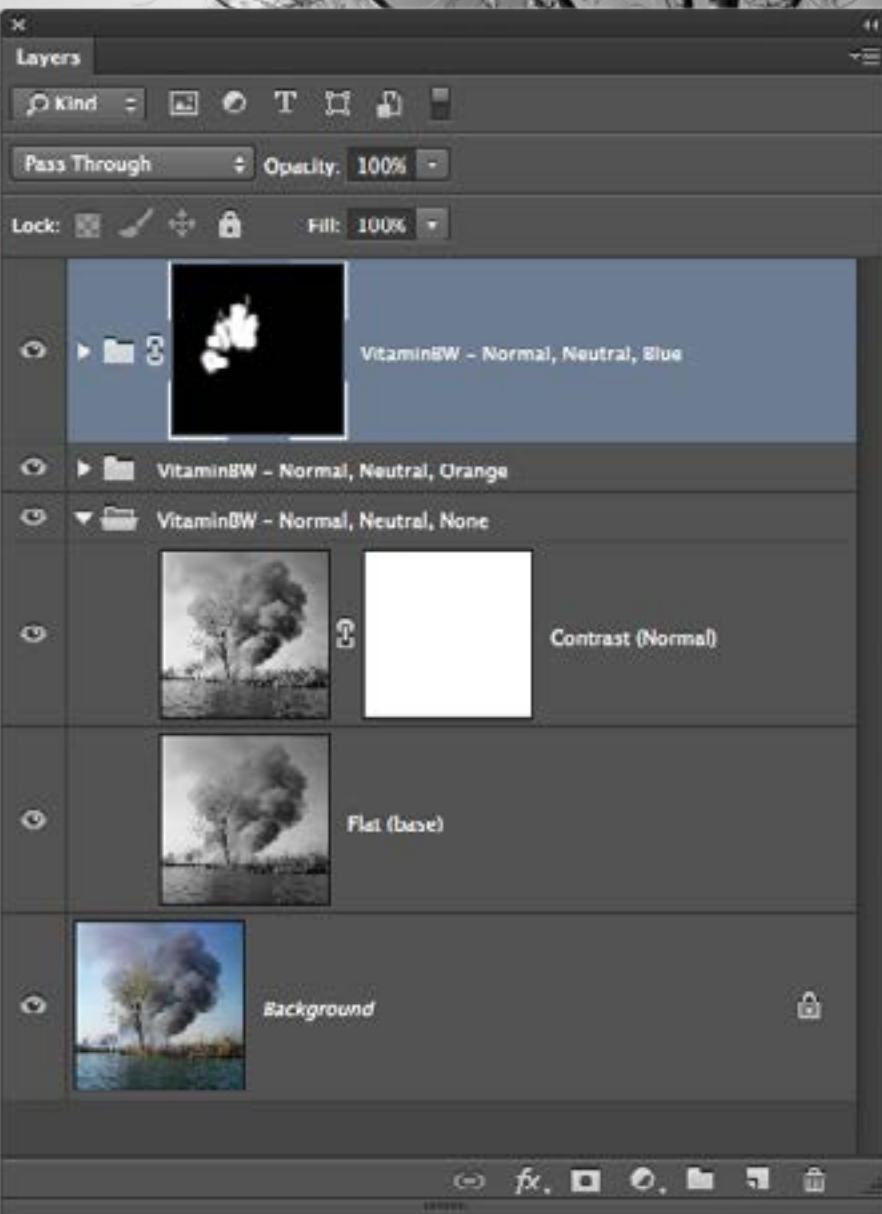 Layers
Kind
Pass Through Opacity: 100%
Lock: Fill: 100%
VitaminBW – Normal, Neutral, Blue
VitaminBW – Normal, Neutral, Orange
VitaminBW – Normal, Neutral, None
Contrast (Normal)
Flat (base)
Background
fx